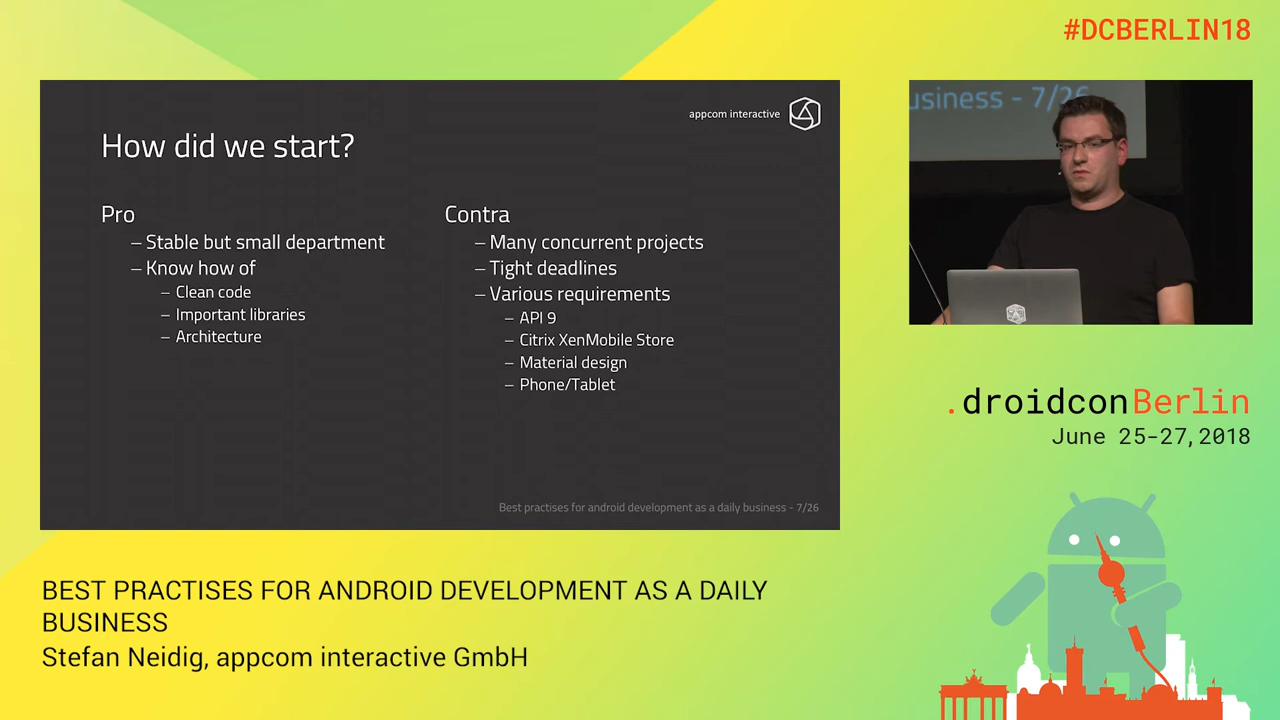 #DCBERLIN18
appcom interactive
How did we start?
Pro
– Stable but small department
– Know how of
– Clean code
– Important libraries
– Architecture
Contra
– Many concurrent projects
– Tight deadlines
– Various requirements
– API 9
– Citrix XenMobile Store
– Material design
– Phone/Tablet
Best practises for android development as a daily business - 7/26
usiness - 7/26
.droidconBerlin
June 25-27, 2018
BEST PRACTISES FOR ANDROID DEVELOPMENT AS A DAILY
BUSINESS
Stefan Neidig, appcom interactive GmbH